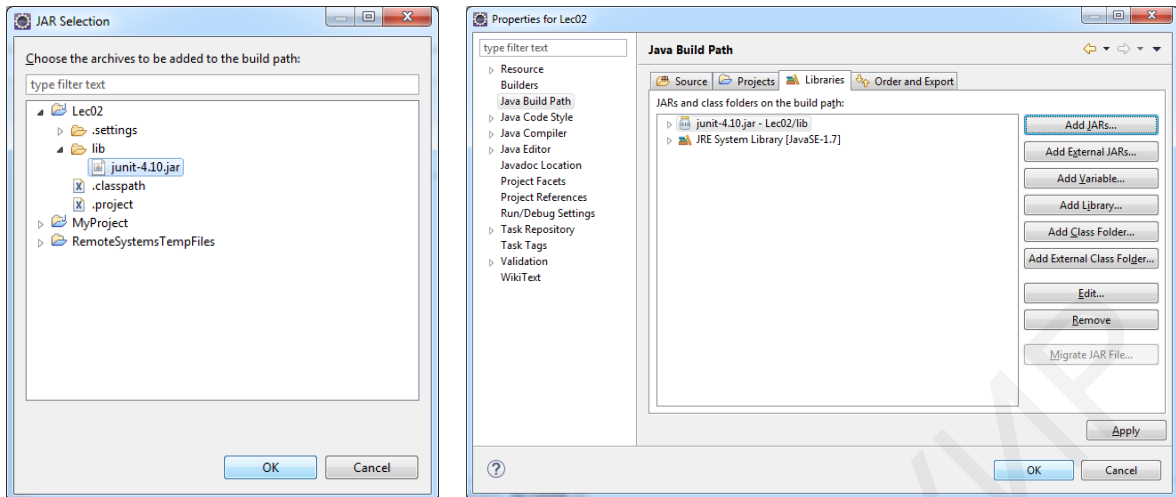 JAR Selection
Choose the archives to be added to the build path:
type filter text
Lec02
.settings
lib
junit-4.10.jar
.classpath
.project
MyProject
RemoteSystemsTempFiles
OK
Cancel
Properties for Lec02
type filter text
Resource
Builders
Java Build Path
Java Code Style
Java Compiler
Java Editor
Javadoc Location
Project Facets
Project References
Run/Debug Settings
Task Repository
Task Tags
Validation
WikiText
Java Build Path
Source Projects Libraries Order and Export
JARs and class folders on the build path:
junit-4.10.jar - Lec02/lib
JRE System Library [JavaSE-1.7]
Add JARs...
Add External JARs...
Add Variable...
Add Library...
Add Class Folder...
Add External Class Folder...
Edit...
Remove
Migrate JAR File...
Apply
OK
Cancel